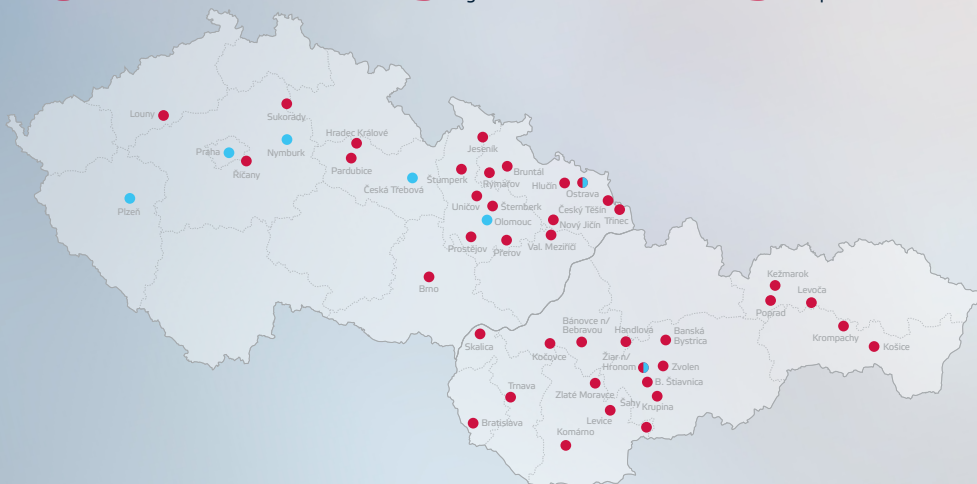 Louny
Sukorady
Hradec Králové
Jeseník
Praha
Nymburk
Říčany
Pardubice
Bruntál
Rýmařov
Šumperk
Česká Třebová
Hlučín
Ostrava
Plzeň
Uničov
Šternberk
Český Těšín
Třinec
Olomouc
Nový Jičín
Prostějov
Přerov
Val. Meziříčí
Brno
Kežmarok
Levoča
Poprad
Krompachy
Košice
Skalica
Bánovce n/
Bebravou
Handlová
Banská
Bystrica
Kočovce
Žiar n/
Hronom
Zvolen
B. Štiavnica
Trnava
Zlaté Moravce
Šahy
Krupina
Levice
Bratislava
Komárno